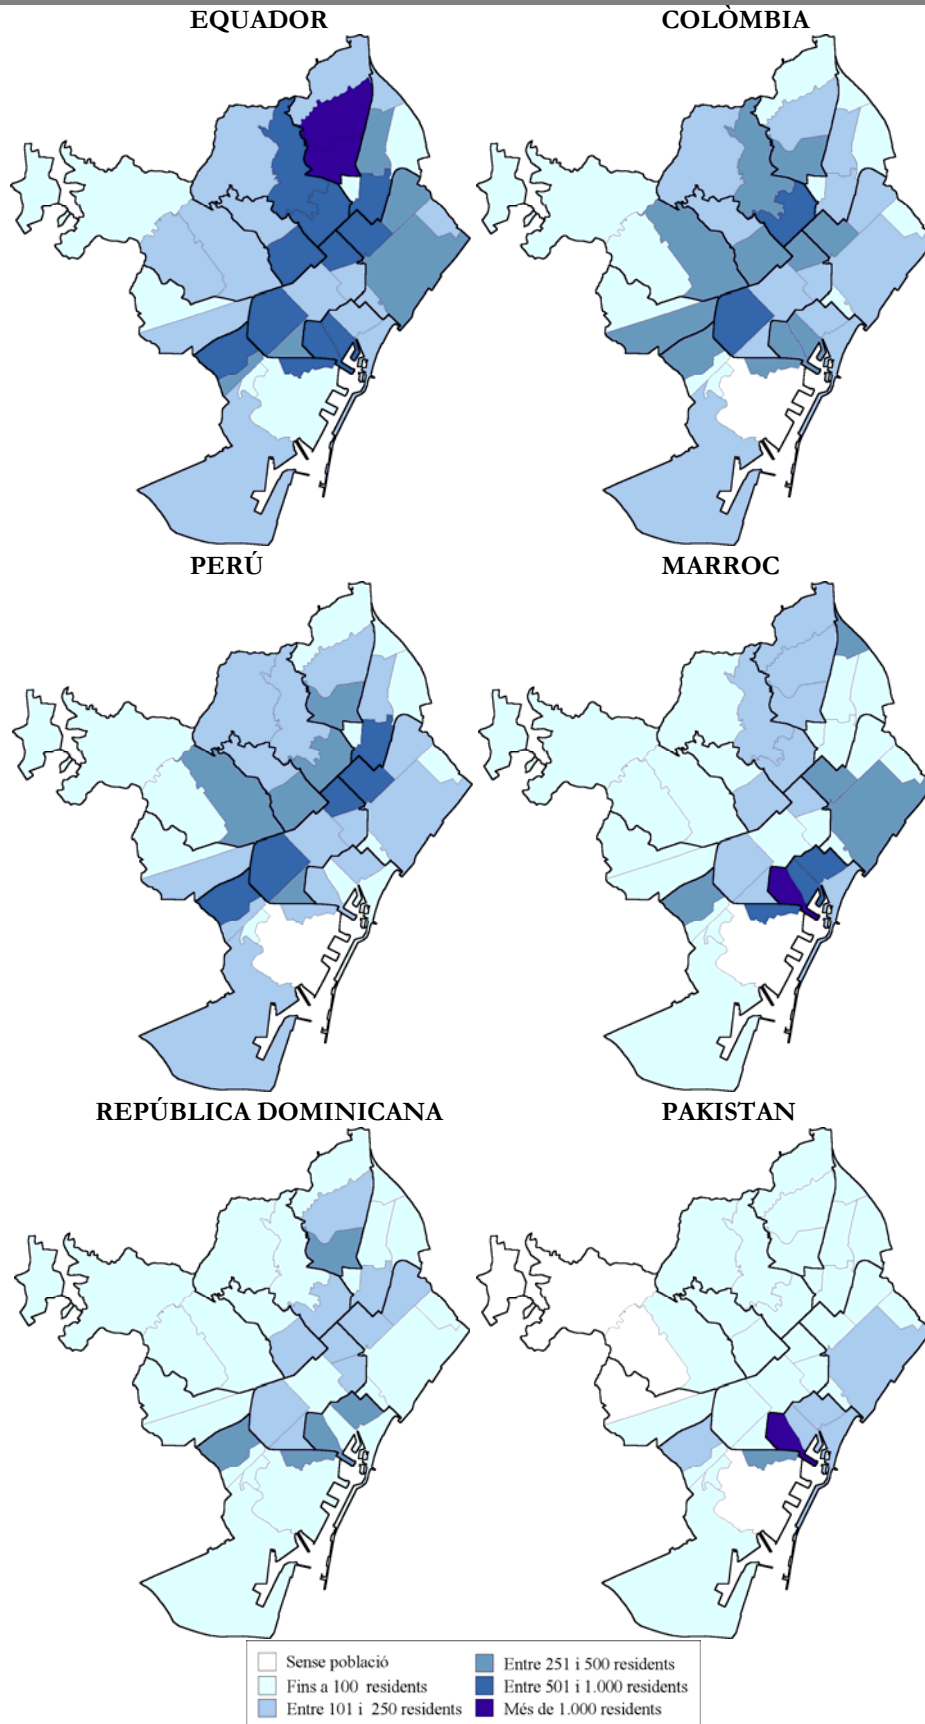 EQUADOR
COLÒMBIA
PERÚ
MARROC
REPÚBLICA DOMINICANA
PAKISTAN
Sense població
Fins a 100 residents
Entre 101 i 250 residents
Entre 251 i 500 residents
Entre 501 i 1.000 residents
Més de 1.000 residents